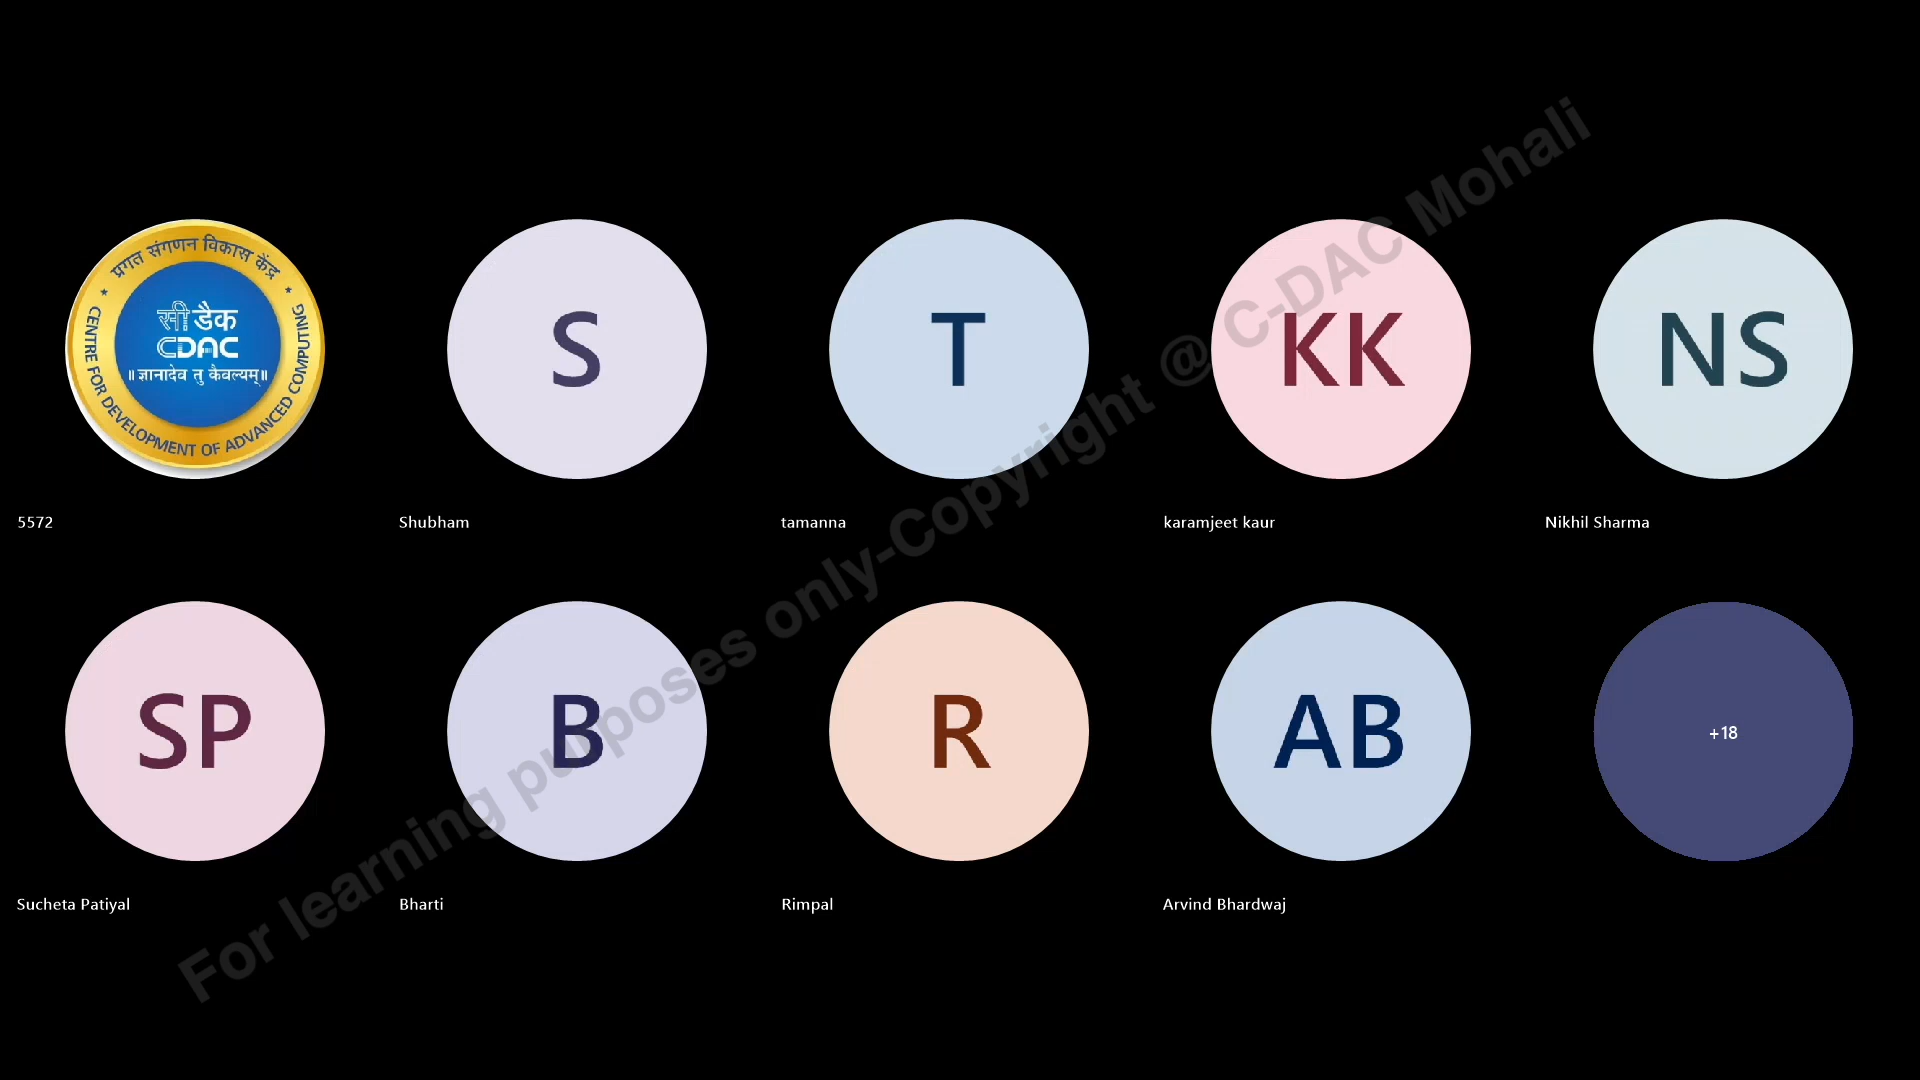 प्रगत संगणन विकास केंद्र
सी डैक
CDAC
॥ ज्ञानादेव तु कैवल्यम् ॥
CENTRE FOR DEVELOPMENT OF ADVANCED COMPUTING
S
T
KK
NS
5572
Shubham
tamanna
karamjeet kaur
Nikhil Sharma
SP
B
R
AB
+18
Sucheta Patiyal
Bharti
Rimpal
Arvind Bhardwaj
For learning purposes only-Copyright @ C-DAC Mohali